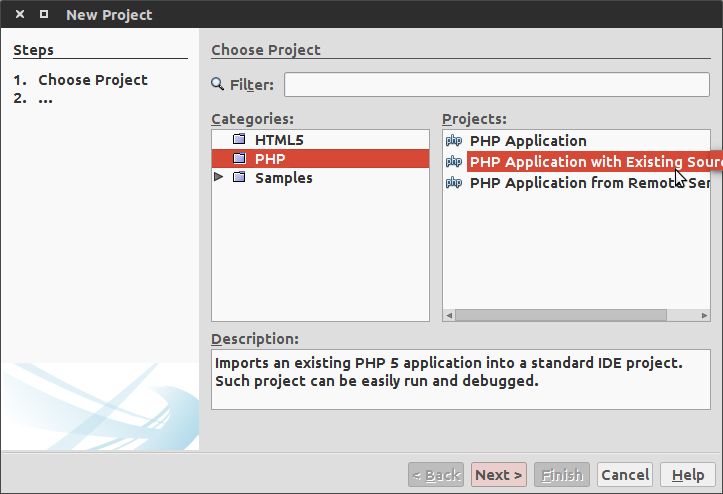 New Project
Steps
1. Choose Project
2. ...
Choose Project
Filter:
Categories:
HTML5
PHP
Samples
Projects:
php PHP Application
php PHP Application with Existing Sour
php PHP Application from Remote Ser
Description:
Imports an existing PHP 5 application into a standard IDE project.
Such project can be easily run and debugged.
< Back Next > Finish Cancel Help